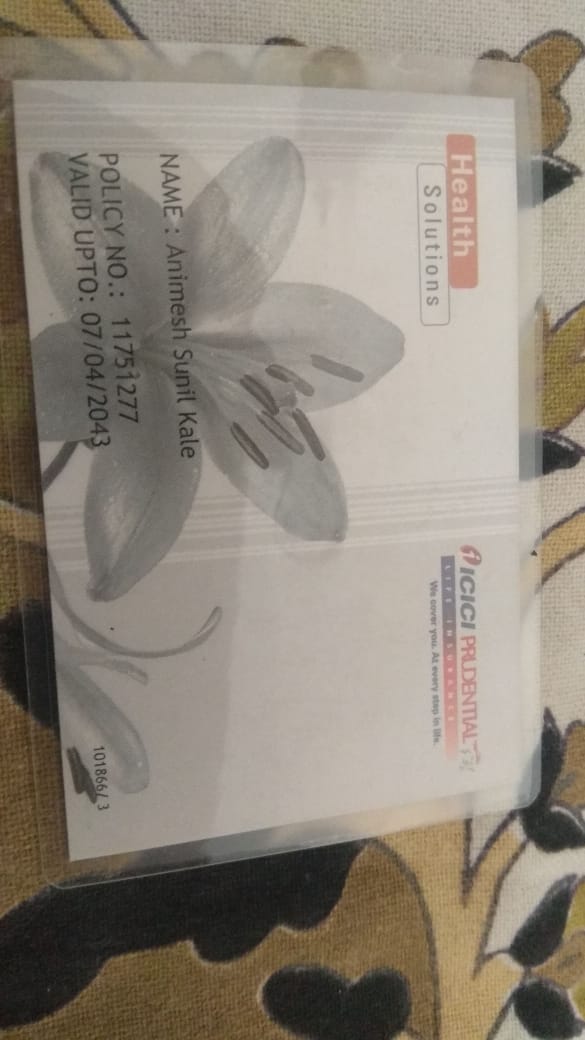 Health
Solutions
ICICI PRUDENTIAL
LIFE INSURANCE
We cover you. At every step in life.
NAME : Animesh Sunil Kale
POLICY NO.: 11751277
VALID UPTO: 07/04/2043
101866/ 3